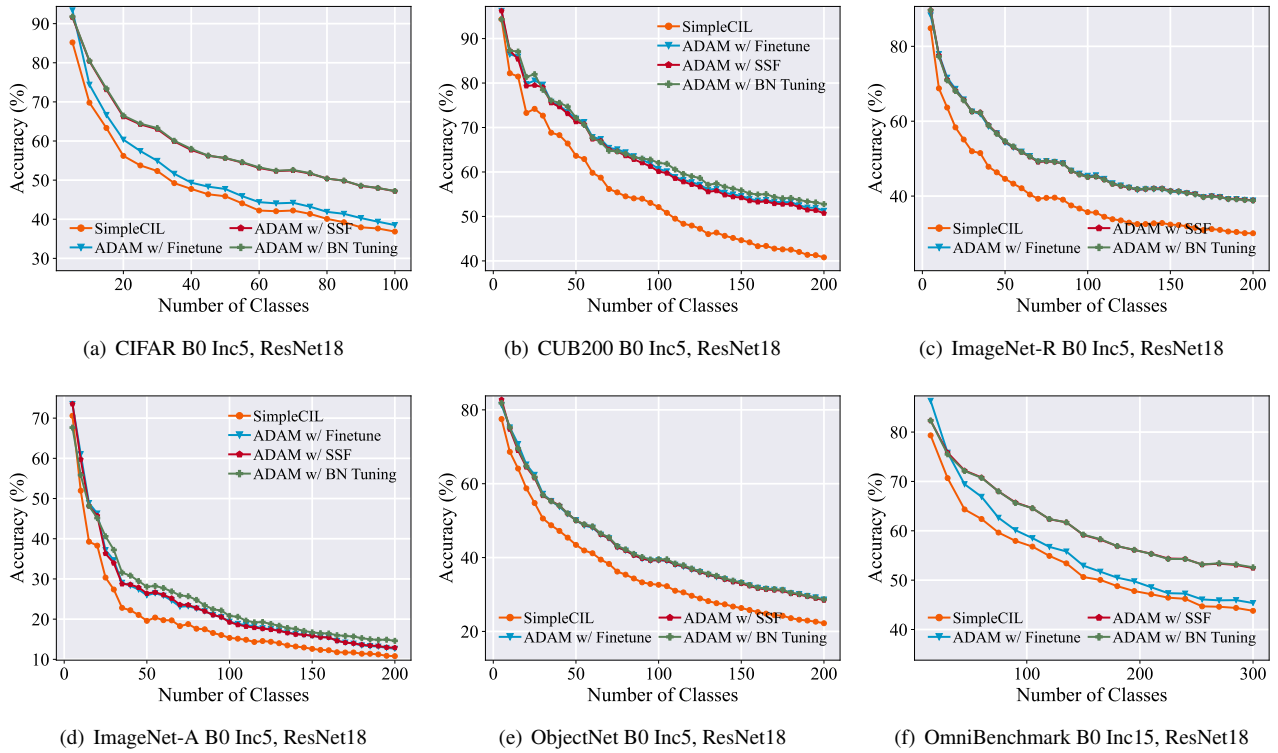 90
80
70
60
50
40
30
Accuracy (%)
SimpleCIL
ADAM w/ Finetune
ADAM w/ SSF
ADAM w/ BN Tuning
20 40 60 80 100
Number of Classes
(a) CIFAR B0 Inc5, ResNet18
90
80
70
60
50
40
Accuracy (%)
SimpleCIL
ADAM w/ Finetune
ADAM w/ SSF
ADAM w/ BN Tuning
0 50 100 150 200
Number of Classes
(b) CUB200 B0 Inc5, ResNet18
80
60
40
Accuracy (%)
SimpleCIL
ADAM w/ Finetune
ADAM w/ SSF
ADAM w/ BN Tuning
0 50 100 150 200
Number of Classes
(c) ImageNet-R B0 Inc5, ResNet18
70
60
50
40
30
20
10
Accuracy (%)
SimpleCIL
ADAM w/ Finetune
ADAM w/ SSF
ADAM w/ BN Tuning
0 50 100 150 200
Number of Classes
(d) ImageNet-A B0 Inc5, ResNet18
80
60
40
20
Accuracy (%)
SimpleCIL
ADAM w/ Finetune
ADAM w/ SSF
ADAM w/ BN Tuning
0 50 100 150 200
Number of Classes
(e) ObjectNet B0 Inc5, ResNet18
80
70
60
50
40
Accuracy (%)
SimpleCIL
ADAM w/ Finetune
ADAM w/ SSF
ADAM w/ BN Tuning
100 200 300
Number of Classes
(f) OmniBenchmark B0 Inc15, ResNet18